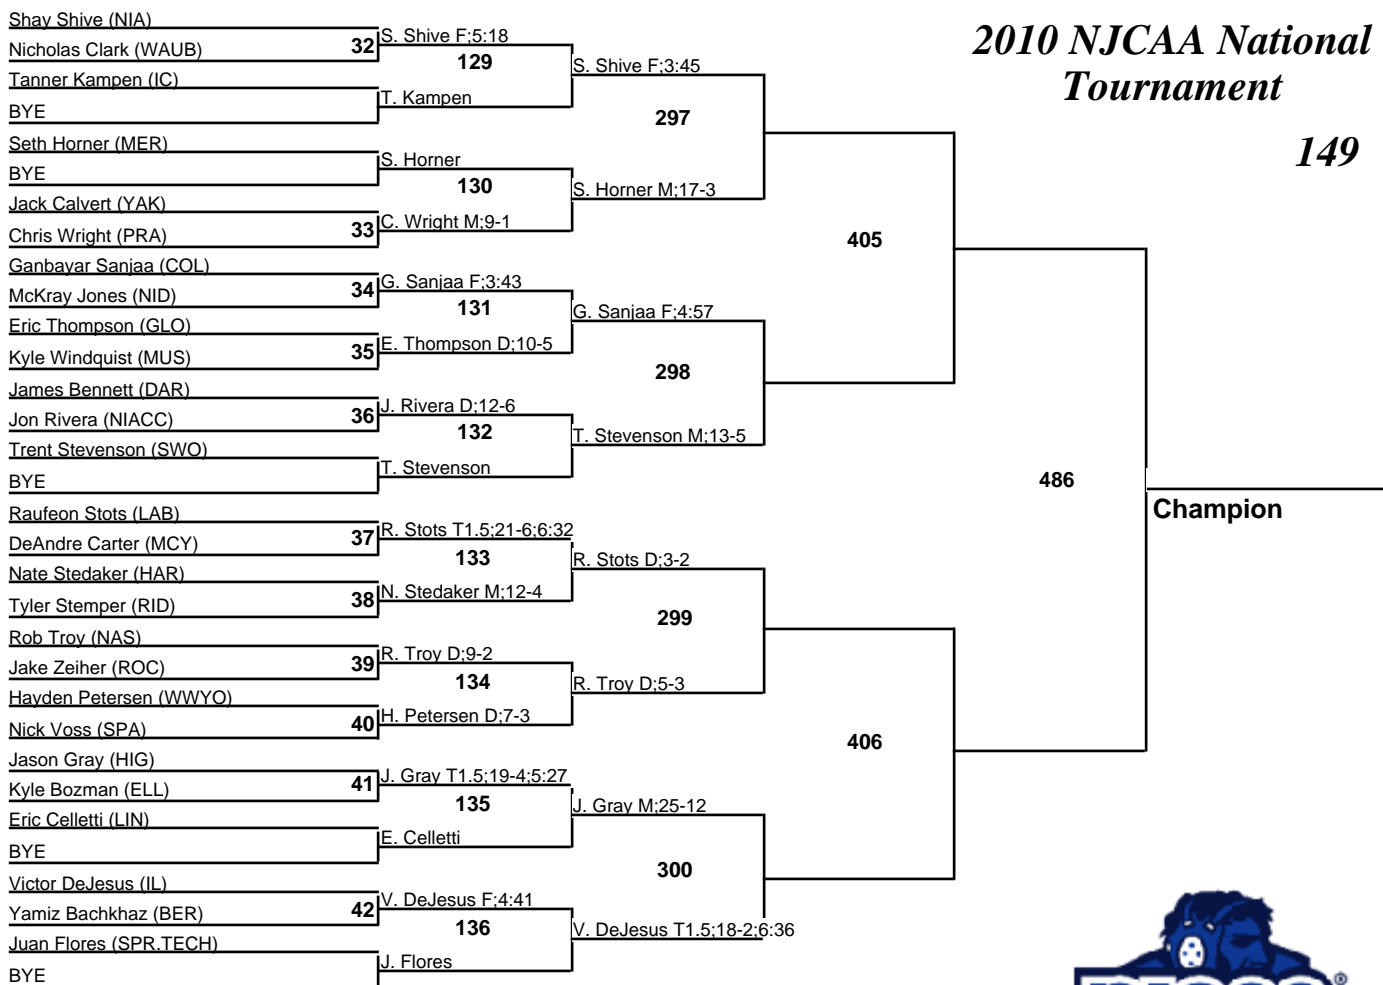 2010 NJCAA National
Tournament
149
Shay Shive (NIA)
Nicholas Clark (WAUB)
Tanner Kampen (IC)
BYE
Seth Horner (MER)
BYE
Jack Calvert (YAK)
Chris Wright (PRA)
Ganbayar Sanjaa (COL)
McKray Jones (NID)
Eric Thompson (GLO)
Kyle Windquist (MUS)
James Bennett (DAR)
Jon Rivera (NIACC)
Trent Stevenson (SWO)
BYE
Raufeon Stots (LAB)
DeAndre Carter (MCY)
Nate Stedaker (HAR)
Tyler Stemper (RID)
Rob Troy (NAS)
Jake Zeiher (ROC)
Hayden Petersen (WWYO)
Nick Voss (SPA)
Jason Gray (HIG)
Kyle Bozman (ELL)
Eric Celletti (LIN)
BYE
Victor DeJesus (IL)
Yamiz Bachkhaz (BER)
Juan Flores (SPR.TECH)
BYE
32
33
34
35
36
37
38
39
40
41
42
S. Shive F;5:18
129
T. Kampen
S. Horner
130
C. Wright M;9-1
G. Sanjaa F;3:43
131
E. Thompson D;10-5
J. Rivera D;12-6
132
T. Stevenson
R. Stots T1.5;21-6;6:32
133
N. Stedaker M;12-4
R. Troy D;9-2
134
H. Petersen D;7-3
J. Gray T1.5;19-4;5:27
135
E. Celletti
V. DeJesus F;4:41
136
J. Flores
S. Shive F;3:45
297
S. Horner M;17-3
G. Sanjaa F;4:57
298
T. Stevenson M;13-5
R. Stots D;3-2
299
R. Troy D;5-3
J. Gray M;25-12
300
V. DeJesus T1.5;18-2;6:36
405
406
486
Champion